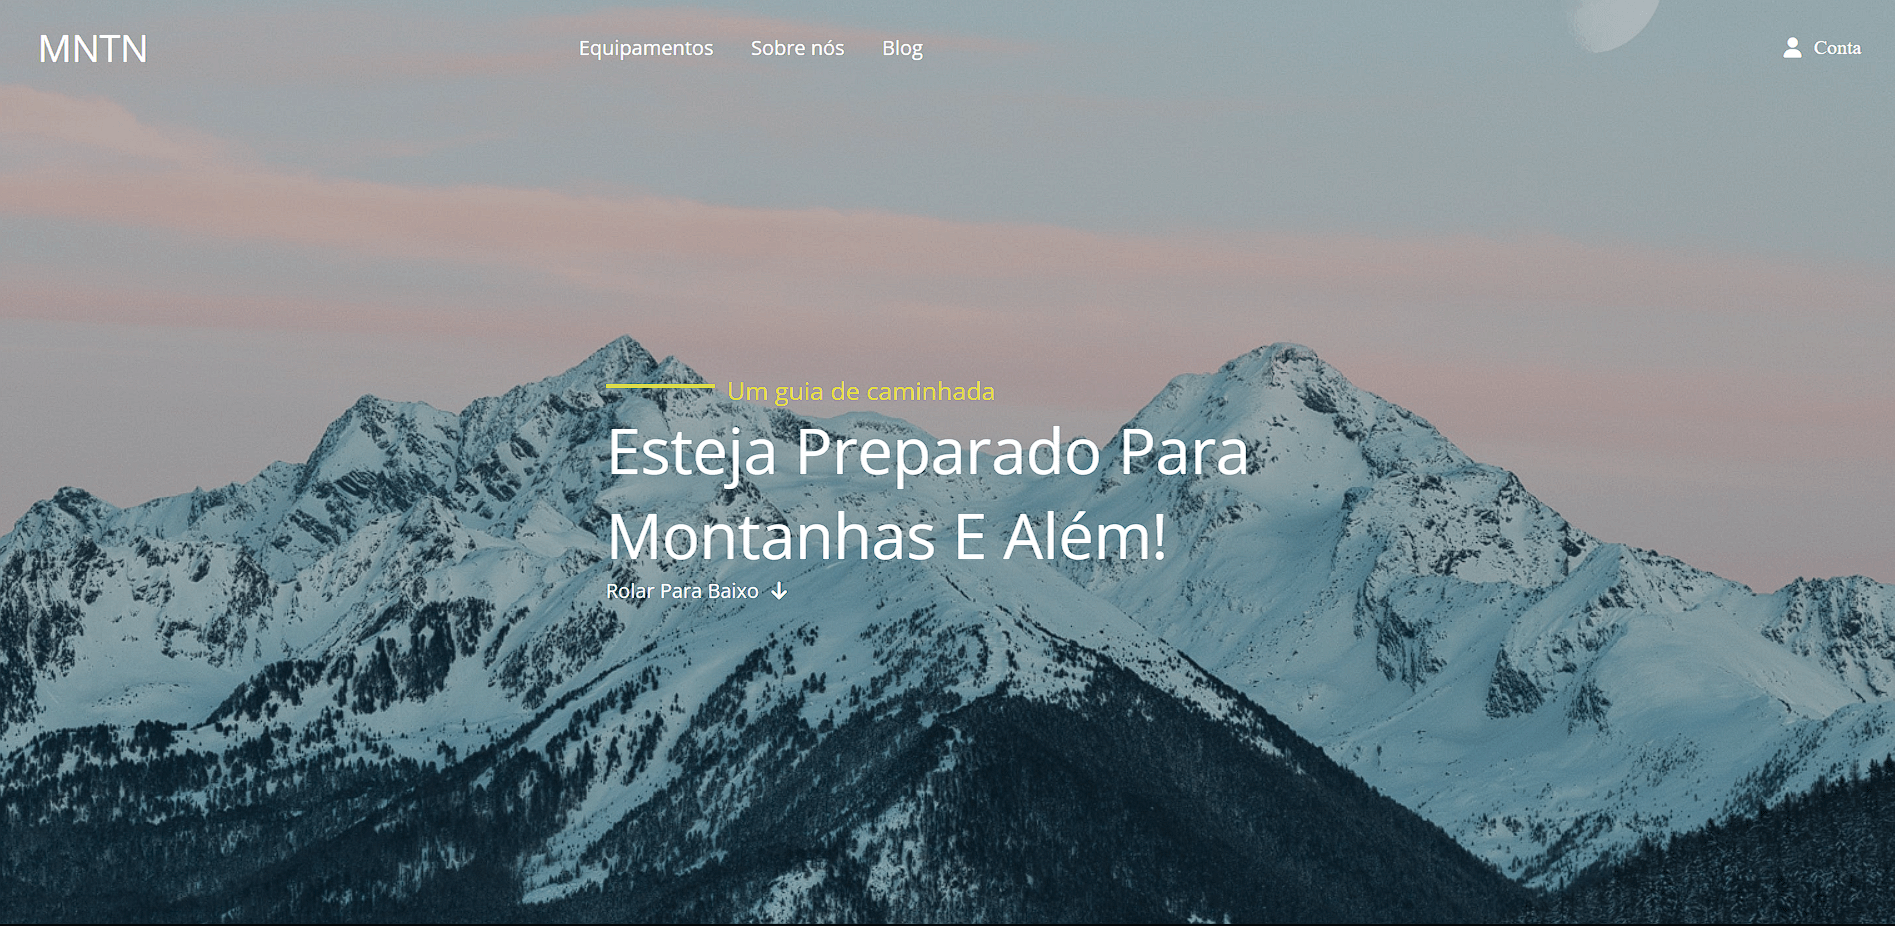 MNTN
Equipamentos
Sobre nós
Blog
Conta
Um guia de caminhada
Esteja Preparado Para
Montanhas E Além!
Rolar Para Baixo